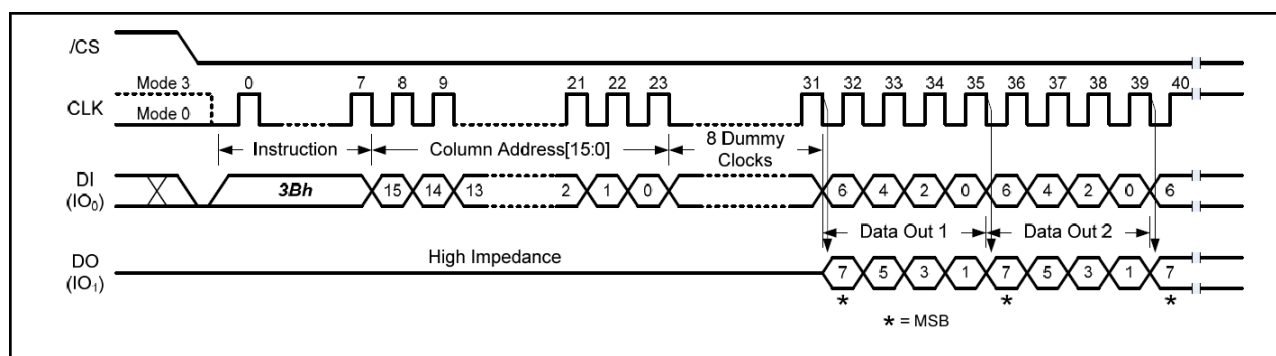 /CS
Mode 3 0 7 8 9 21 22 23 31 32 33 34 35 36 37 38 39 40
CLK
Mode 0
Instruction Column Address[15:0] 8 Dummy Clocks
DI (IO0) 3Bh 15 14 13 2 1 0 6 4 2 0 6 4 2 0 6
Data Out 1 Data Out 2
DO (IO1) High Impedance 7 5 3 1 7 5 3 1 7
* * *
* = MSB